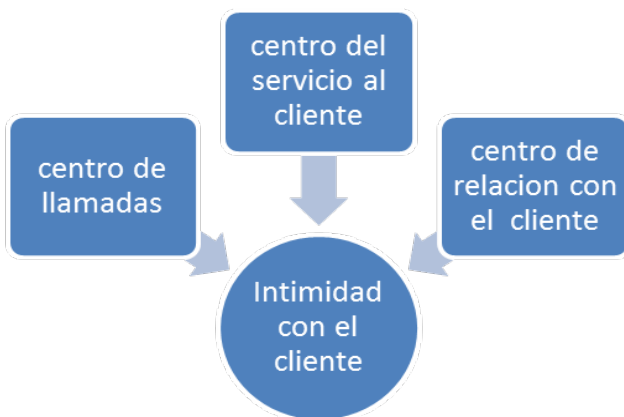 centro del
servicio al
cliente
centro de
llamadas
centro de
relacion con
el cliente
Intimidad
con el
cliente